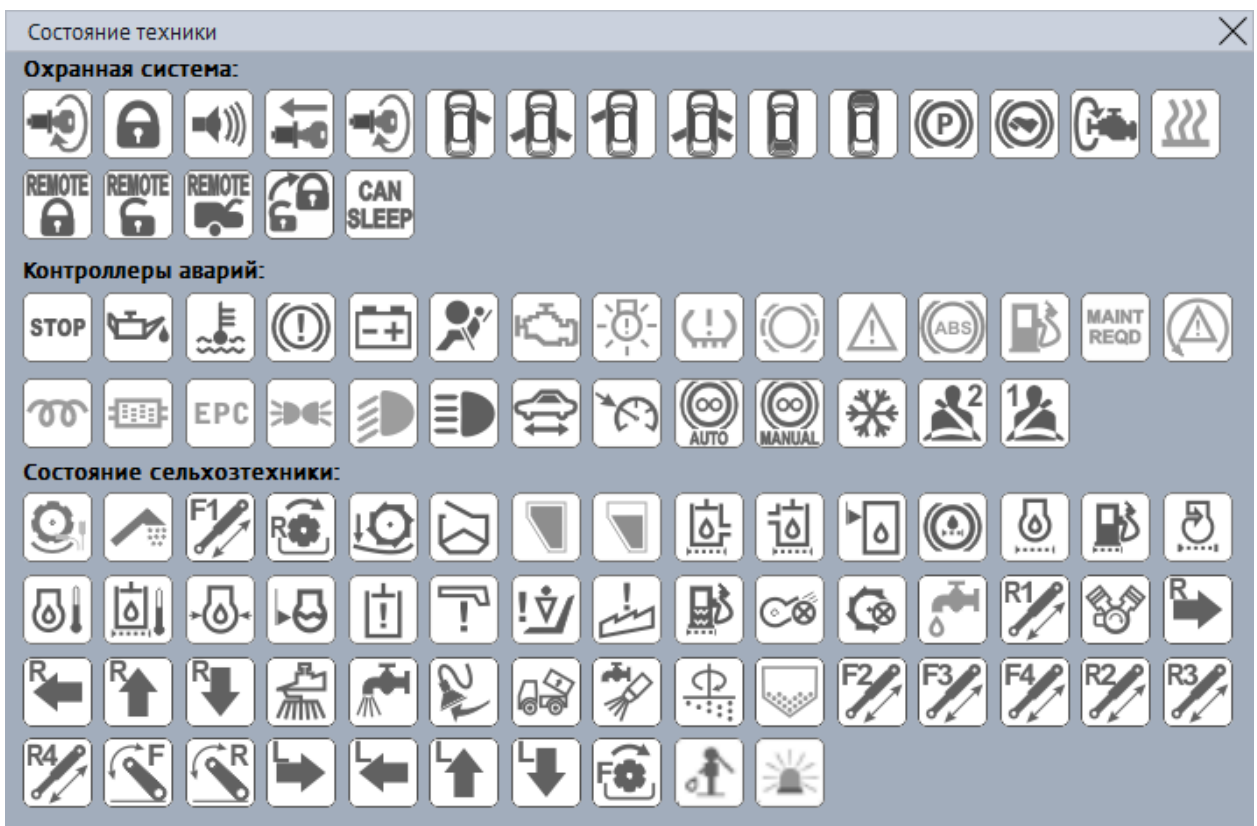 Состояние техники
Охранная система:
P
REMOTE REMOTE REMOTE CAN SLEEP
Контроллеры аварий:
STOP ! - + ! ! ! ABS MAINT REQD !
EPC AUTO MANUAL 2 1
Состояние сельхозтехники:
F1 R
! ! ! ! R1 R
R R R F2 F3 F4 R2 R3
R4 F R L L L L F